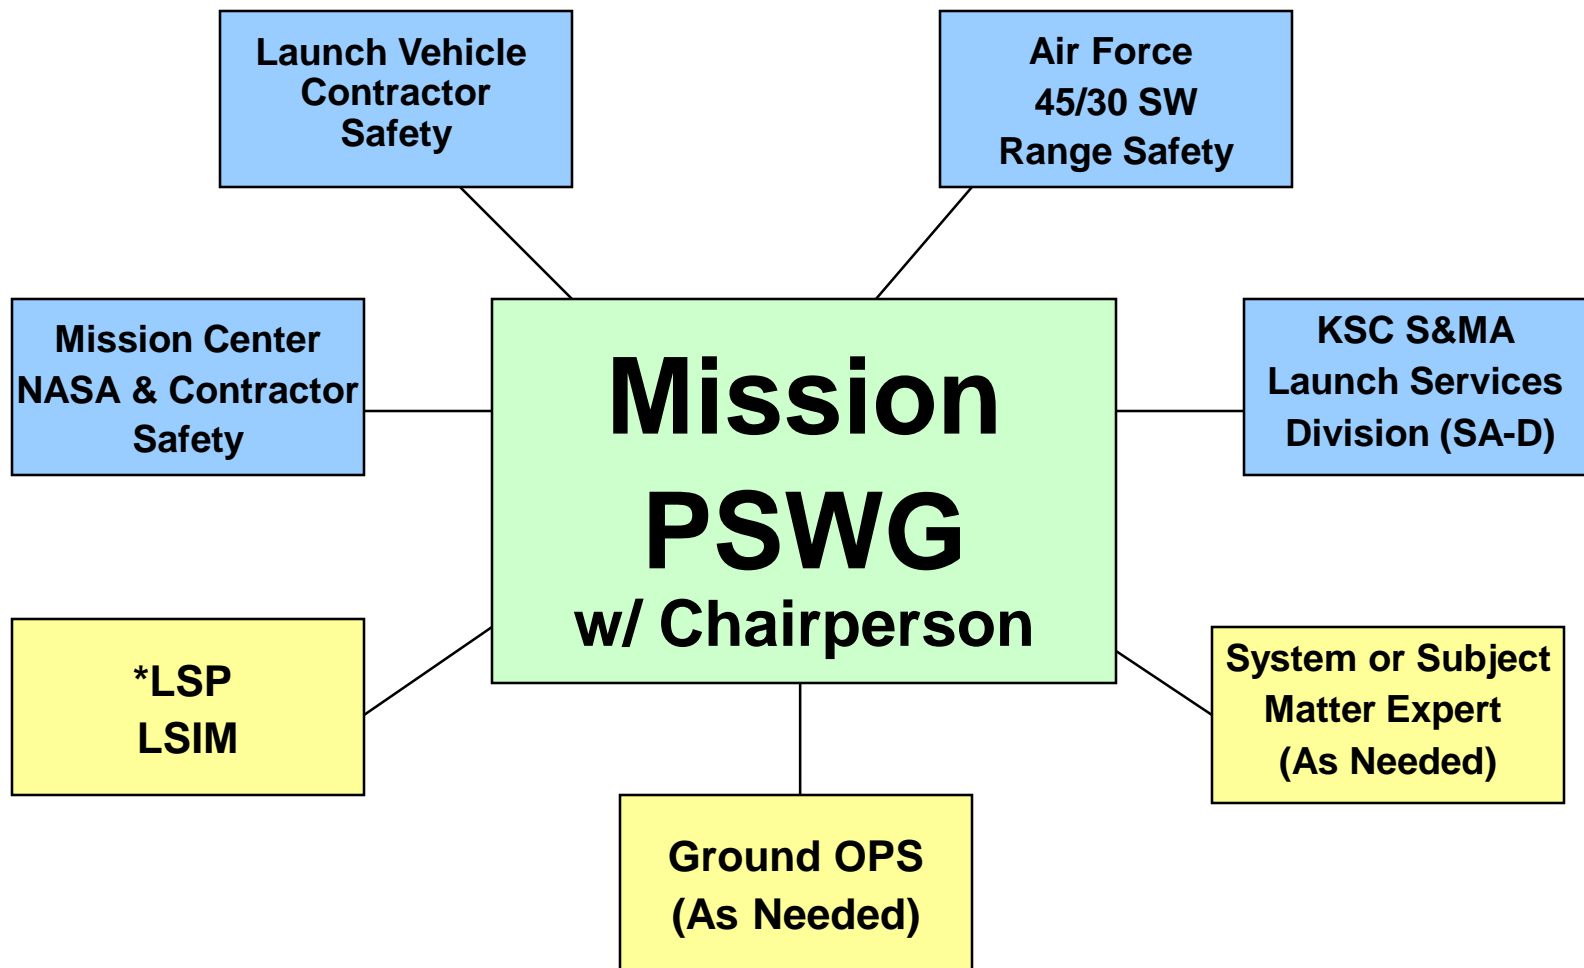 Launch Vehicle
Contractor
Safety
Air Force
45/30 SW
Range Safety
Mission Center
NASA & Contractor
Safety
Mission
PSWG
w/ Chairperson
KSC S&MA
Launch Services
Division (SA-D)
*LSP
LSIM
System or Subject
Matter Expert
(As Needed)
Ground OPS
(As Needed)